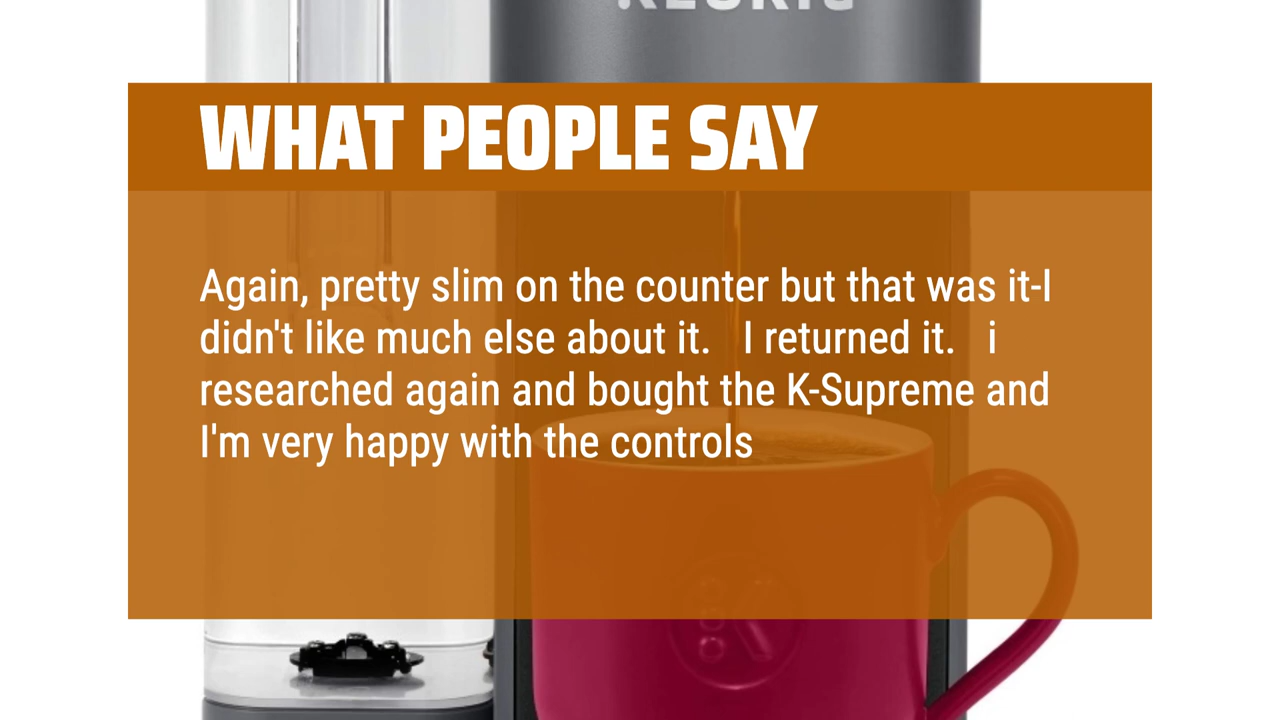 KEURIG
WHAT PEOPLE SAY
Again, pretty slim on the counter but that was it-I
didn't like much else about it.   I returned it.   i
researched again and bought the K-Supreme and
I'm very happy with the controls
K